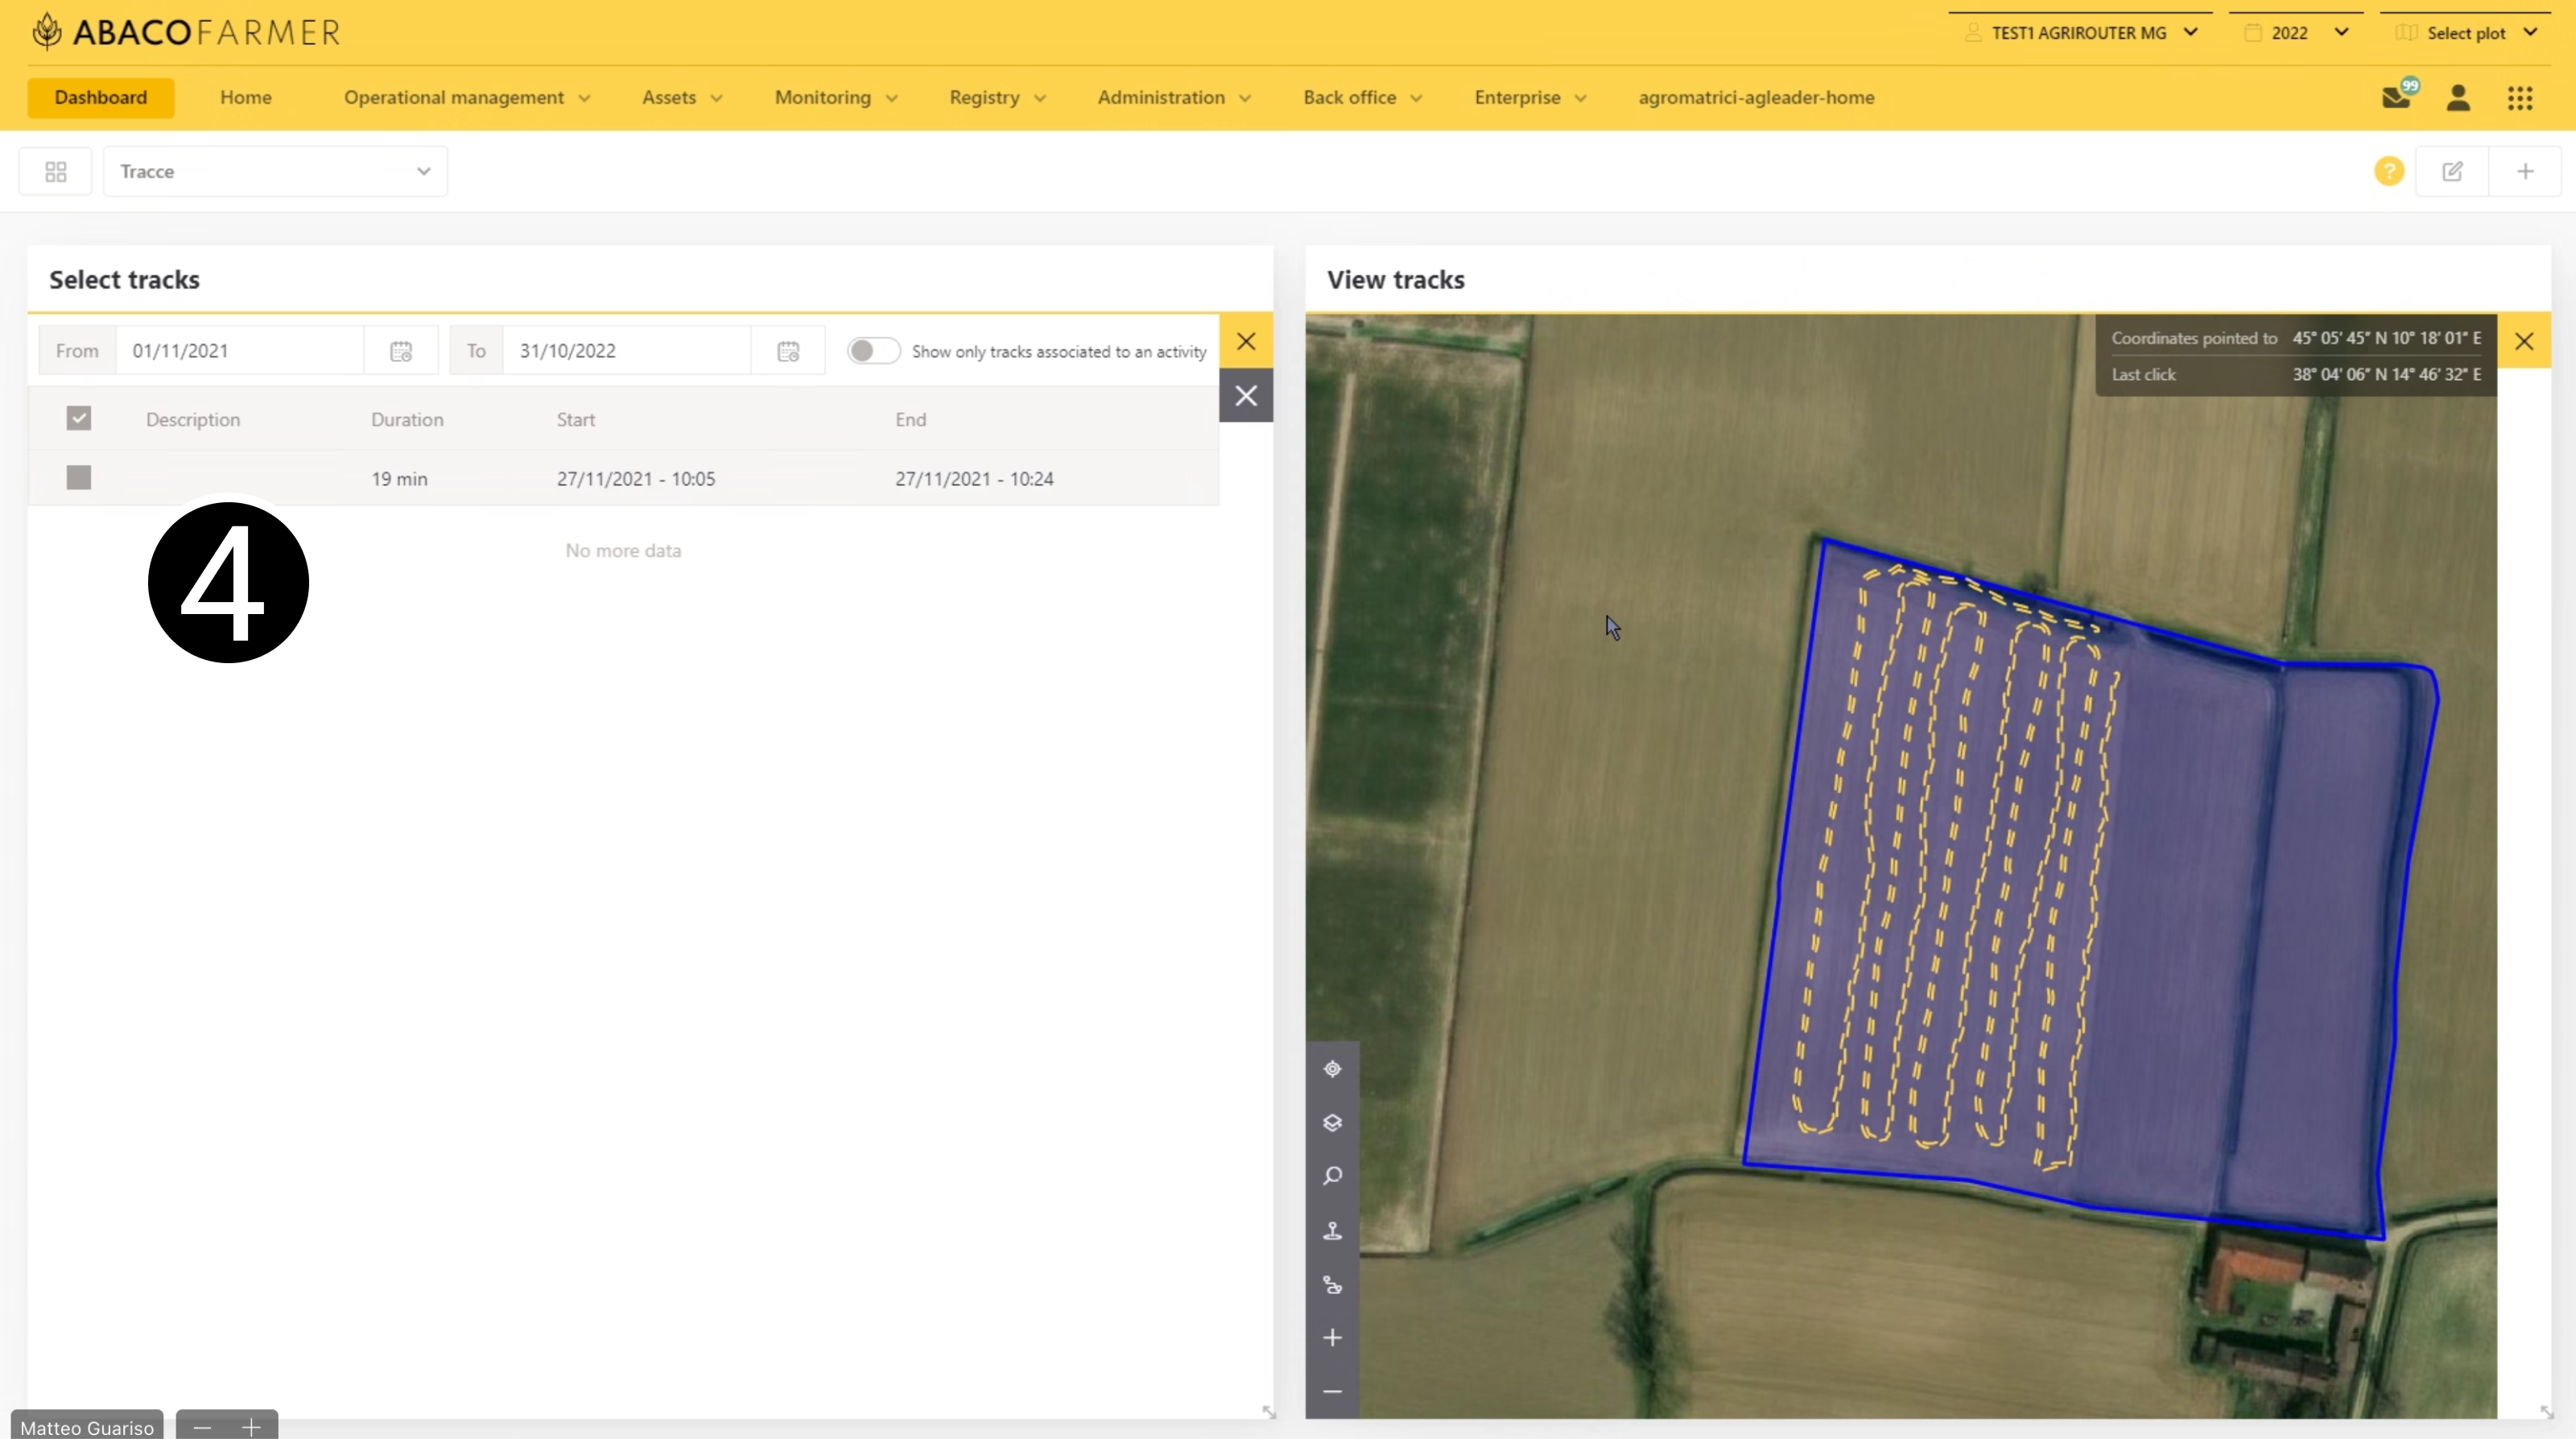 ABACOFARMER
TEST1 AGRIROUTER MG
2022
Select plot
Dashboard
Home
Operational management
Assets
Monitoring
Registry
Administration
Back office
Enterprise
agromatrici-agleader-home
99
Tracce
?
Select tracks
From 01/11/2021
To 31/10/2022
Show only tracks associated to an activity
Description Duration Start End
19 min 27/11/2021 - 10:05 27/11/2021 - 10:24
No more data
4
View tracks
Coordinates pointed to 45° 05' 45" N 10° 18' 01" E
Last click 38° 04' 06" N 14° 46' 32" E
Matteo Guariso